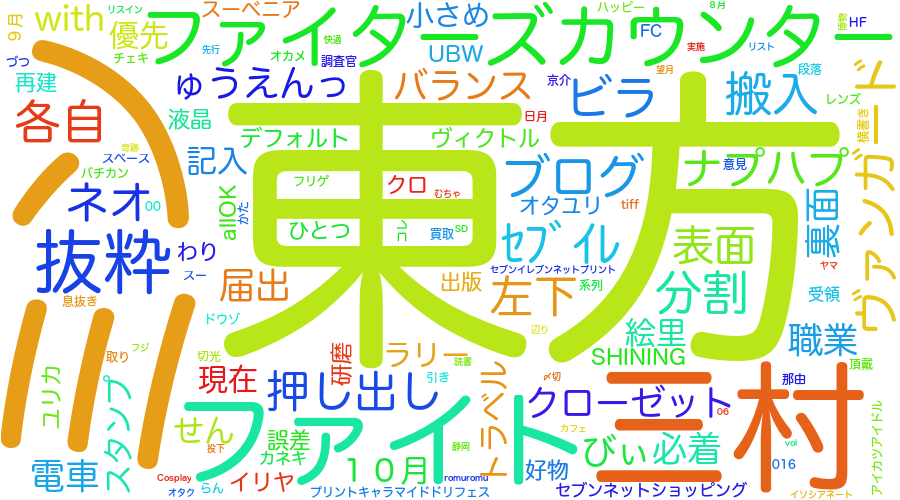 ９月
リスイン
with
優先
チェキ
スーベニア
ファイターズカウンター
先行
オカメ
快適
調査官
小さめ
UBW
ハッピー
FC
実施
８月
リスト
博物
HF
づつ
再建
ゅうえんっ
バランス
京介
ビラ
望月
搬入
段落
レンズ
横書き
ヴァンガード
各自
液晶
デフォルト
ヴィクトル
日月
奇跡
スペース
バチカン
記入
東方
フリゲ
クロ
むちゃ
ブログ
ナプハプ
意見
ネオ
00
allOK
かた
ひとつ
コレ
買取
SD
オタユリ
tiff
裏面
ヤマ
抜粋
わり
スー
届出
出版
ｾﾌﾞｲﾚ
セブンイレブンネットプリント
系列
表面
分割
受領
息抜き
ドウゾ
左下
絵里
職業
辺り
SHINING
頂戴
彡
取り
フジ
切光
研磨
ラリー
読書
現在
押し出し
引き
〆切
クローゼット
那由
三村
06
ユリカ
スタンプ
ファイト
トラベル
カフェ
せん
誤差
カネキ
静岡
びぃ
必着
vol
016
アイカツアイドル
電車
投下
Cosplay
オタク
らん
イリヤ
１０月
romuromu
プリントキャラマイドドリフェス
好物
セブンネットショッピング
イソシアネート